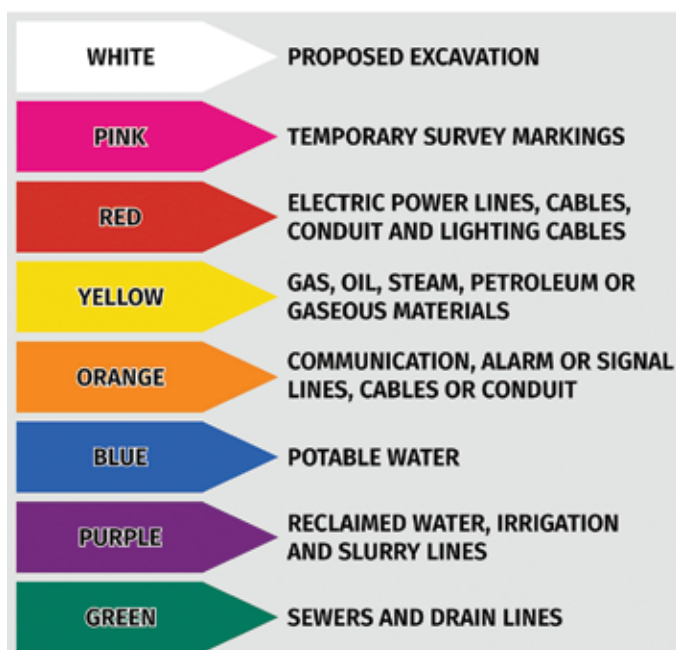 WHITE
PROPOSED EXCAVATION
PINK
TEMPORARY SURVEY MARKINGS
RED
ELECTRIC POWER LINES, CABLES,
CONDUIT AND LIGHTING CABLES
YELLOW
GAS, OIL, STEAM, PETROLEUM OR
GASEOUS MATERIALS
ORANGE
COMMUNICATION, ALARM OR SIGNAL
LINES, CABLES OR CONDUIT
BLUE
POTABLE WATER
PURPLE
RECLAIMED WATER, IRRIGATION
AND SLURRY LINES
GREEN
SEWERS AND DRAIN LINES